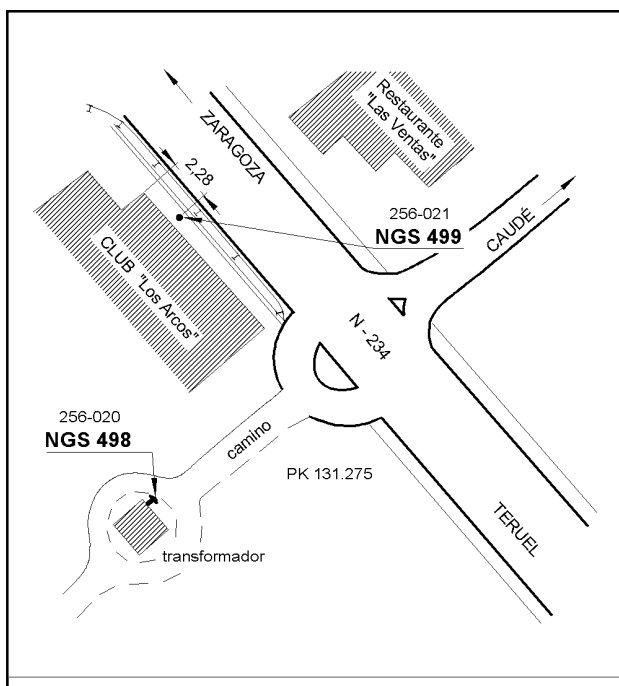 Restaurante
"Las Ventas"
ZARAGOZA
2,28
256-021
NGS 499
CAUDÉ
CLUB "Los Arcos"
N - 234
256-020
NGS 498
camino
PK 131.275
TERUEL
transformador